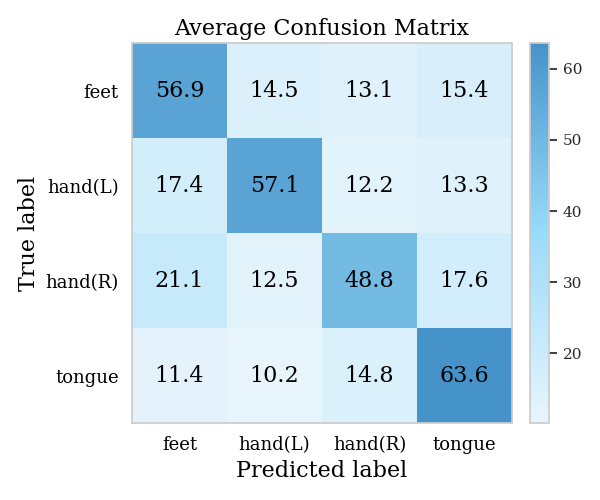 Average Confusion Matrix
True label
feet 56.9 14.5 13.1 15.4
hand(L) 17.4 57.1 12.2 13.3
hand(R) 21.1 12.5 48.8 17.6
tongue 11.4 10.2 14.8 63.6
feet hand(L) hand(R) tongue
Predicted label
60
50
40
30
20